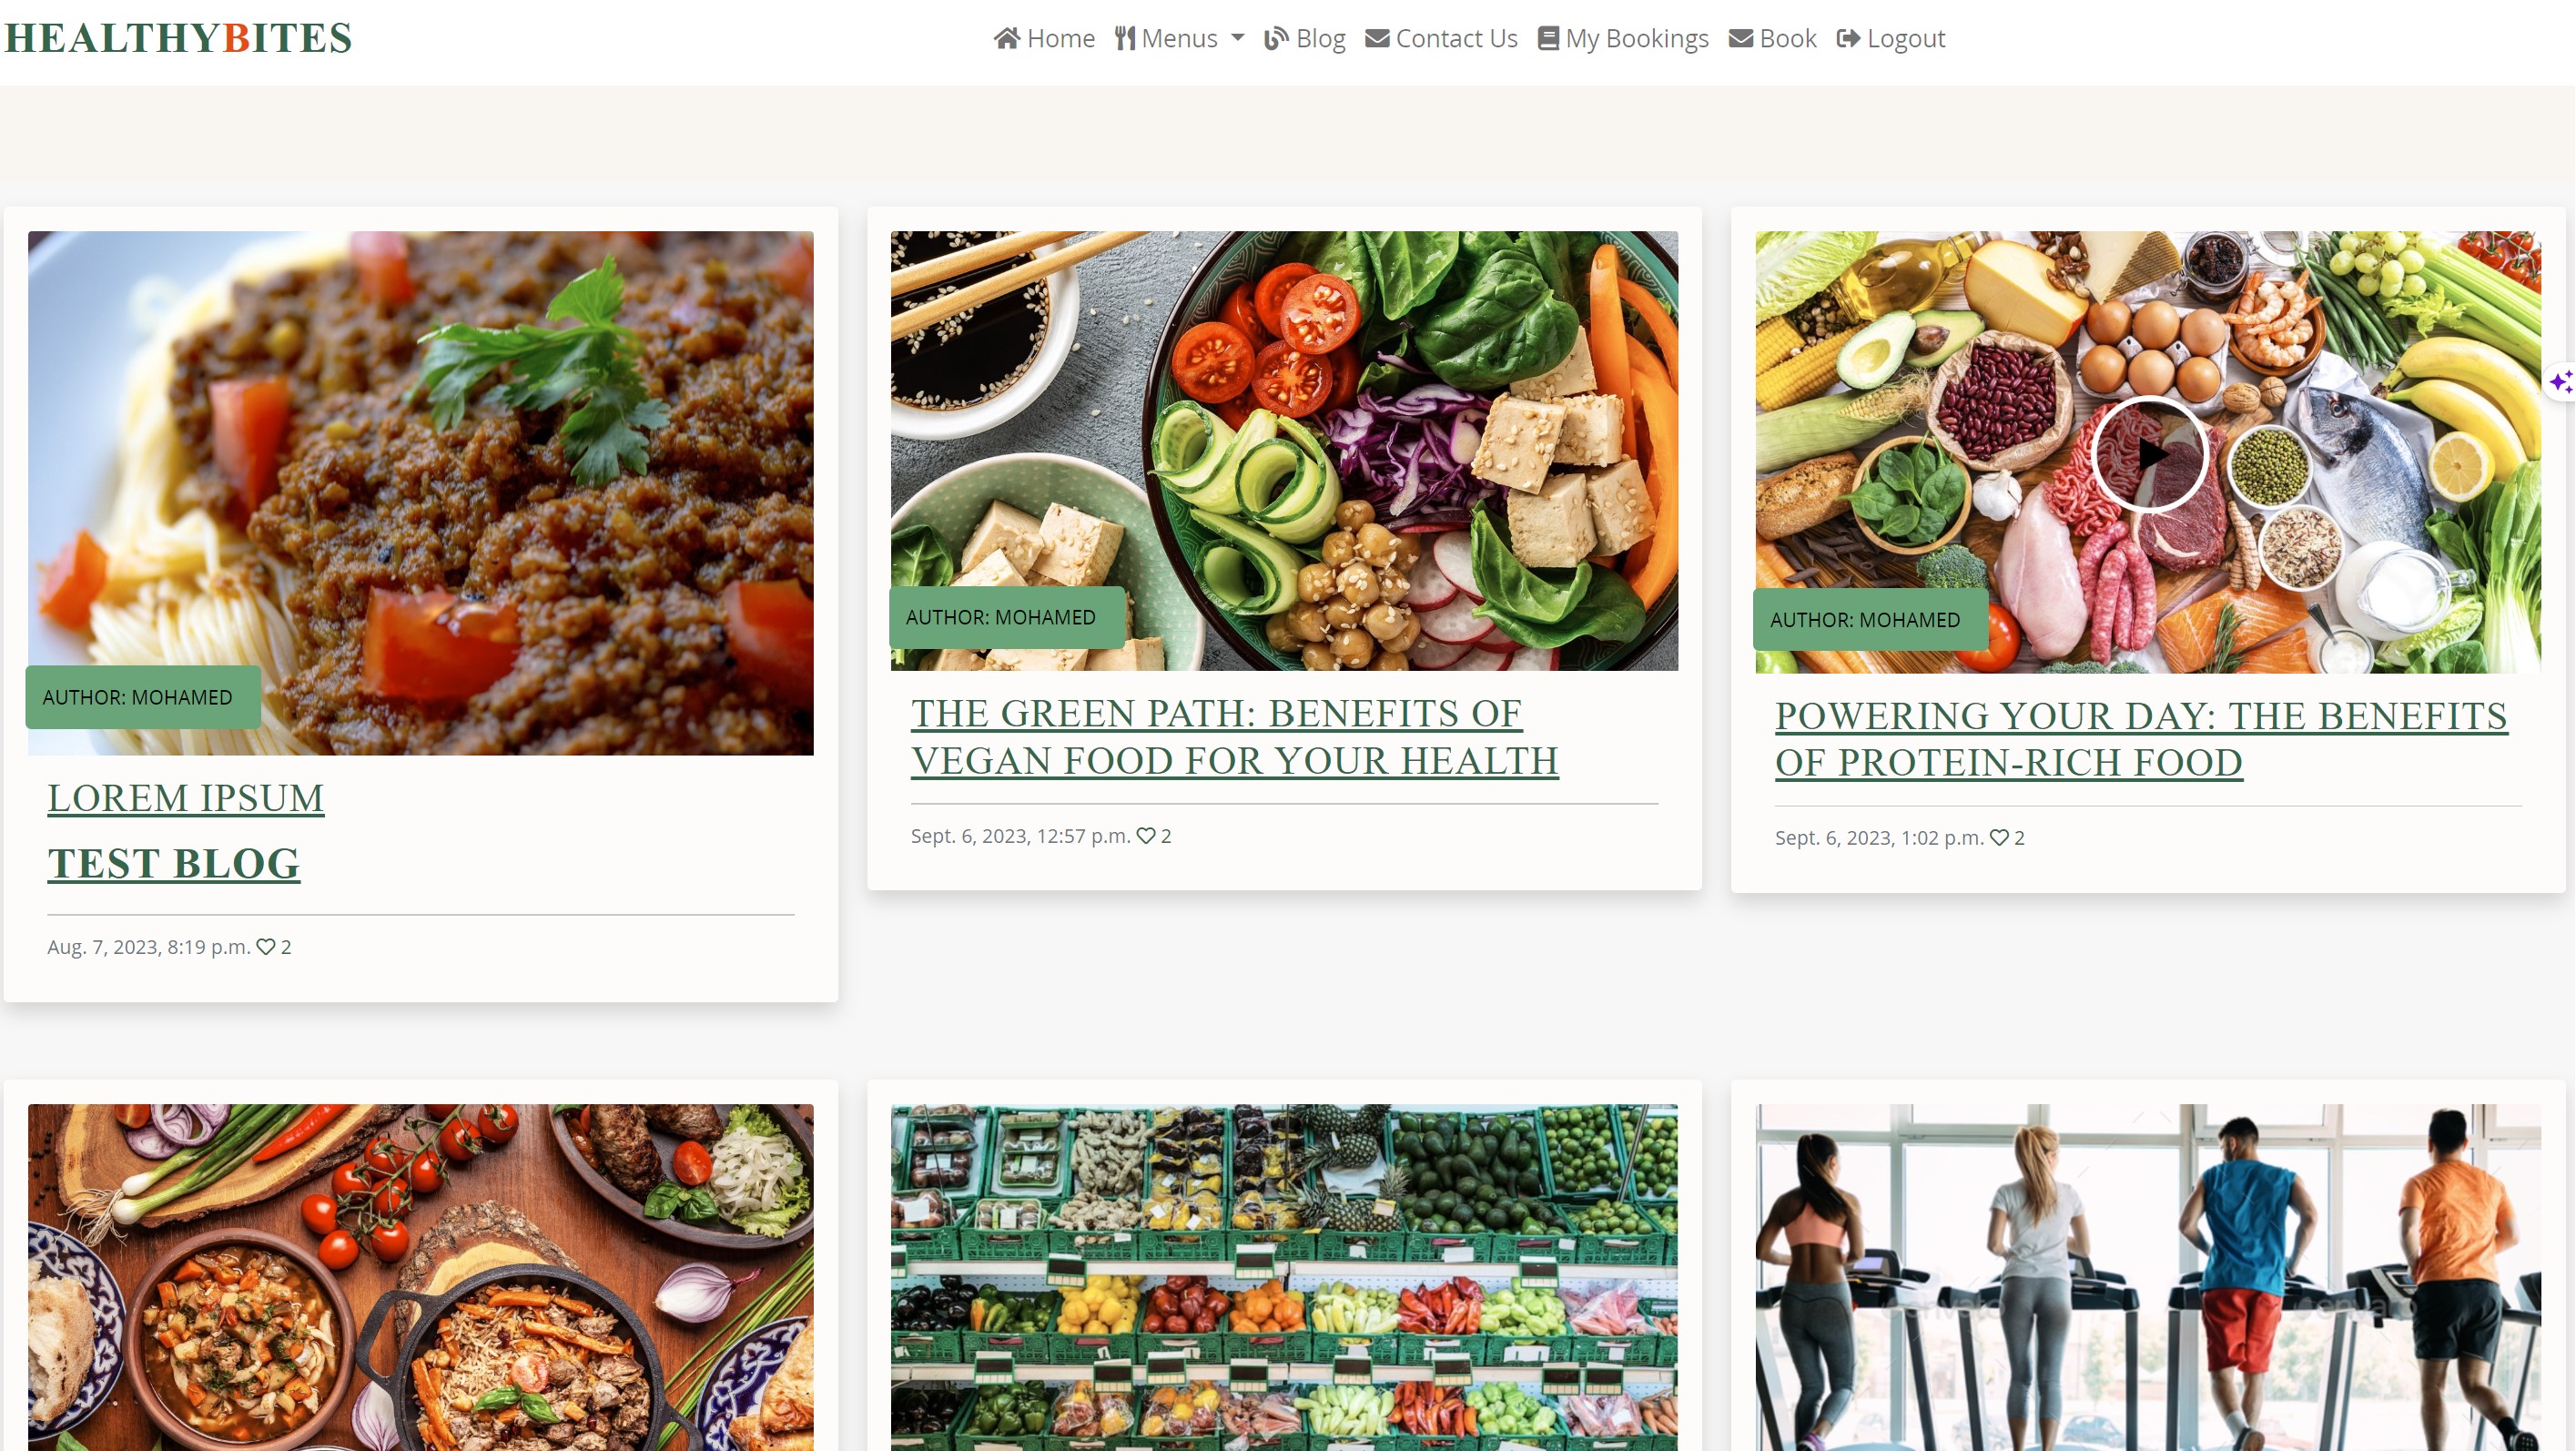 HEALTHYBITES
Home Menus Blog Contact Us My Bookings Book Logout
AUTHOR: MOHAMED
LOREM IPSUM
TEST BLOG
Aug. 7, 2023, 8:19 p.m. 2
AUTHOR: MOHAMED
THE GREEN PATH: BENEFITS OF
VEGAN FOOD FOR YOUR HEALTH
Sept. 6, 2023, 12:57 p.m. 2
AUTHOR: MOHAMED
POWERING YOUR DAY: THE BENEFITS
OF PROTEIN-RICH FOOD
Sept. 6, 2023, 1:02 p.m. 2